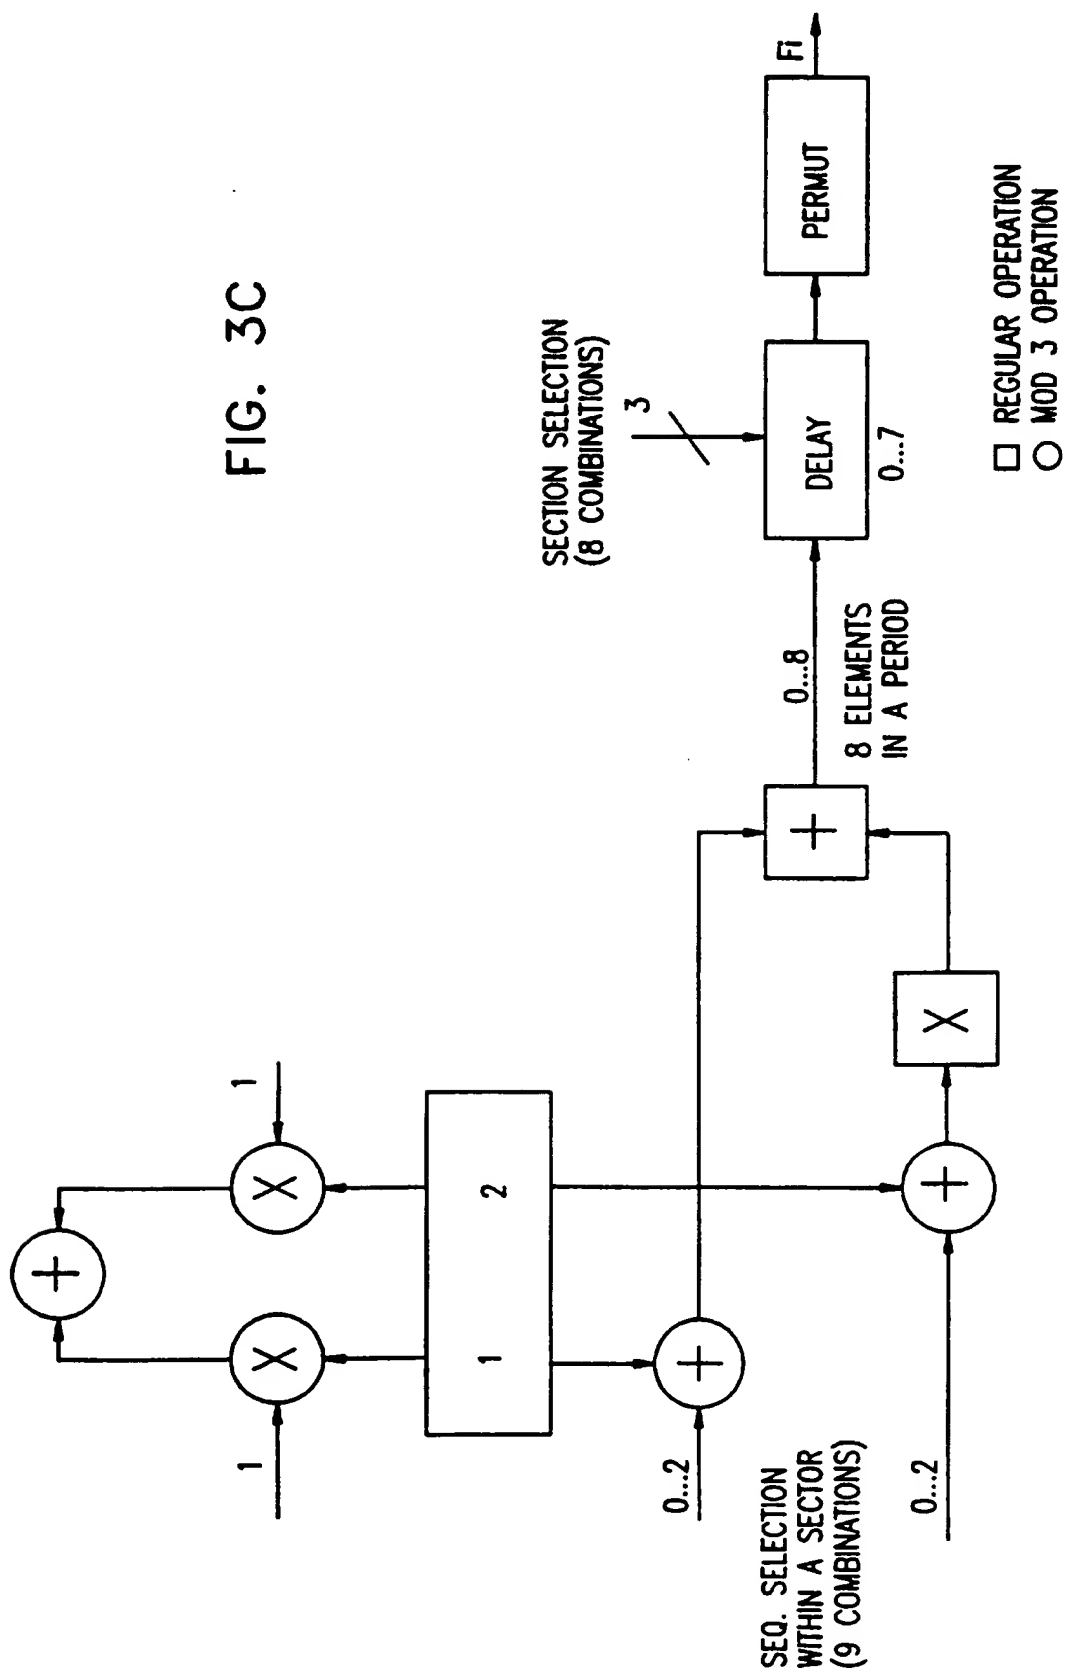 FIG. 3C
1
1
+
X
X
1
2
0...2
+
SEQ. SELECTION
WITHIN A SECTOR
(9 COMBINATIONS)
0...2
+
X
+
0...8
8 ELEMENTS
IN A PERIOD
SECTION SELECTION
(8 COMBINATIONS)
3
DELAY
0...7
PERMUT
Fi
REGULAR OPERATION
MOD 3 OPERATION